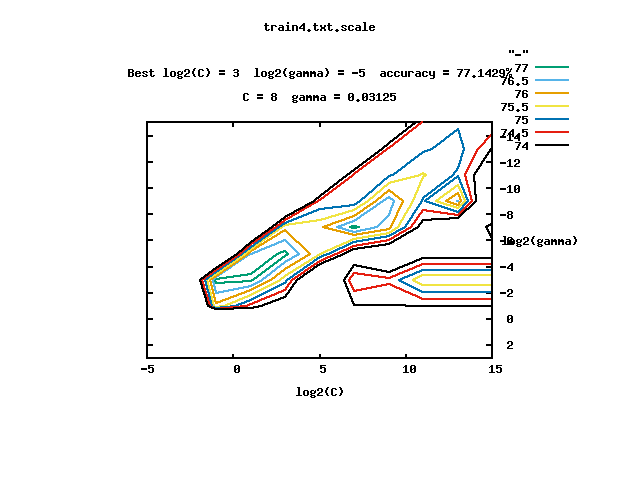 train4.txt.scale
"-"
Best log2(C) = 3 log2(gamma) = -5 accuracy = 77.1429%
77
76.5
C = 8 gamma = 0.03125
76
75.5
75
74.5
74
-14
-12
-10
-8
-6
log2(gamma)
-4
-2
0
2
-5 0 5 10 15
log2(C)